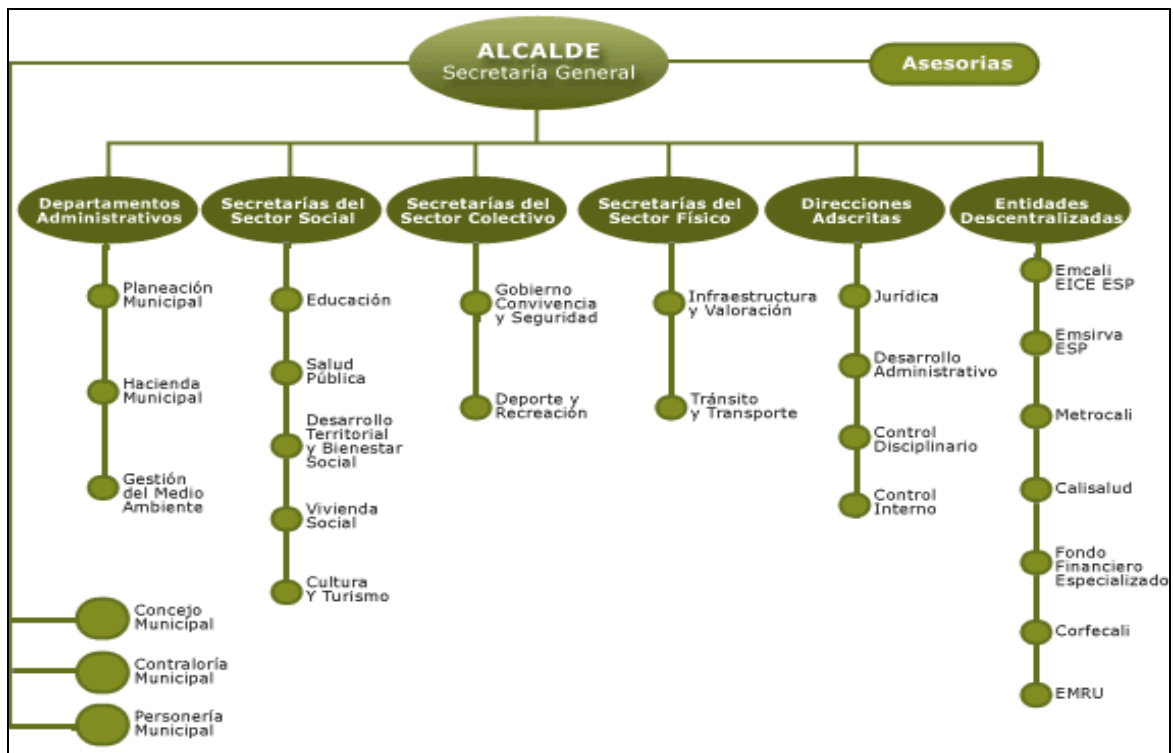 ALCALDE
Secretaría General
Asesorias
Departamentos
Administrativos
Planeación
Municipal
Hacienda
Municipal
Gestión
del Medio
Ambiente
Secretarías del
Sector Social
Educación
Salud
Pública
Desarrollo
Territorial
y Bienestar
Social
Vivienda
Social
Cultura
Y Turismo
Secretarías del
Sector Colectivo
Gobierno
Convivencia
y Seguridad
Deporte y
Recreación
Secretarías del
Sector Físico
Infraestructura
y Valoración
Tránsito
y Transporte
Direcciones
Adscritas
Jurídica
Desarrollo
Administrativo
Control
Disciplinario
Control
Interno
Entidades
Descentralizadas
Emcali
EICE ESP
Emsirva
ESP
Metrocali
Calisalud
Fondo
Financiero
Especializado
Corfecali
EMRU
Concejo
Municipal
Contraloría
Municipal
Personería
Municipal